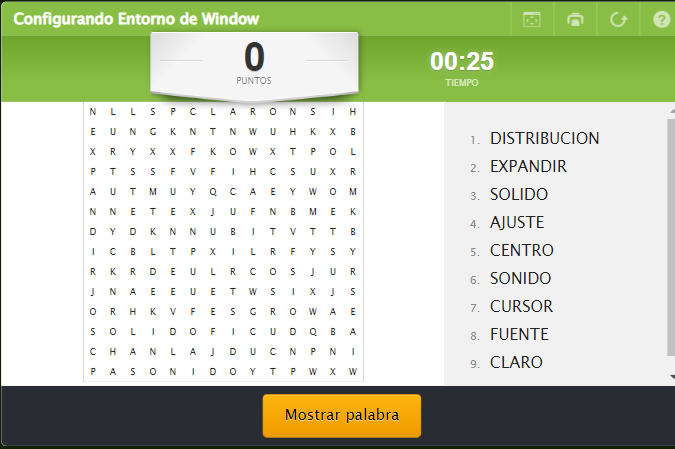 Configurando Entorno de Window
0
PUNTOS
00:25
TIEMPO
N L L S P C L A R O N S I H
E U N G K N T N W U H K X B
X R Y X X F K O W X T P O L
P T S S F V F I H C S U X R
A U T M U Y Q C A E Y W O M
N N E T E X J U F N B M E K
D Y D K N N U B I T V T T B
I C B L T P X I L R F Y S Y
R K R D E U L R C O S J U R
J N A E E U E T W S I X J S
O R H K V F E S G R O W A E
S O L I D O F I C U D Q B A
C H A N L A J D U C N P N I
P A S O N I D O Y T P W X W
1. DISTRIBUCION
2. EXPANDIR
3. SOLIDO
4. AJUSTE
5. CENTRO
6. SONIDO
7. CURSOR
8. FUENTE
9. CLARO
Mostrar palabra